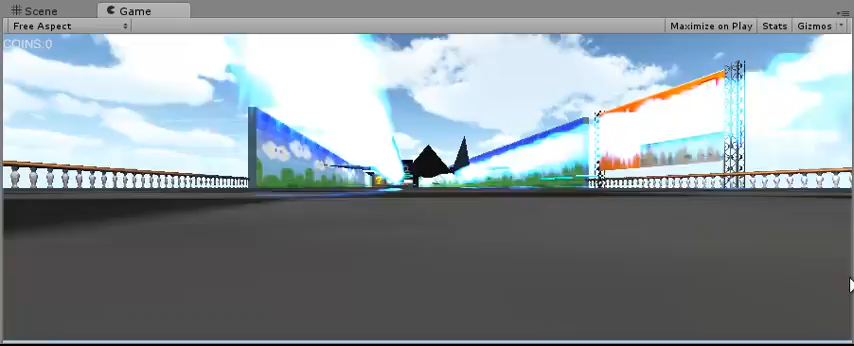 Scene
Game
Free Aspect
Maximize on Play
Stats
Gizmos
COINS:0